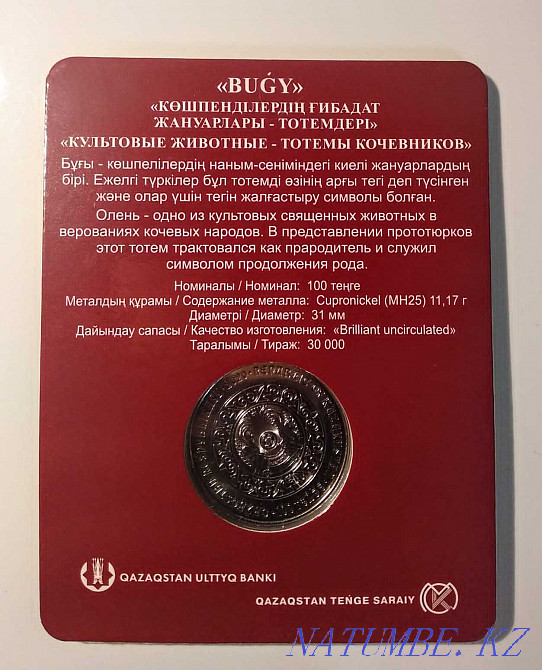 «BUǴY»
«КӨШПЕНДІЛЕРДІҢ ҒИБАДАТ
ЖАНУАРЛАРЫ - ТОТЕМДЕРІ»
«КУЛЬТОВЫЕ ЖИВОТНЫЕ - ТОТЕМЫ КОЧЕВНИКОВ»
Бұғы - көшпелілердің наным-сеніміндегі киелі жануарлардың
бірі. Ежелгі түркілер бұл тотемді өзінің арғы тегі деп түсінген
және олар үшін тегін жалғастыру символы болған.
Олень - одно из культовых священных животных в
верованиях кочевых народов. В представлении прототюрков
этот тотем трактовался как прародитель и служил
символом продолжения рода.
Номиналы / Номинал: 100 теңге
Металдың құрамы / Содержание металла: Cupronickel (МН25) 11,17 г
Диаметрі / Диаметр: 31 мм
Дайындау сапасы / Качество изготовления: «Brilliant uncirculated»
Таралымы / Тираж: 30 000
QAZAQSTAN ULTTYQ BANKI
QAZAQSTAN TEŃGE SARAIY
NATUMBE.KZ